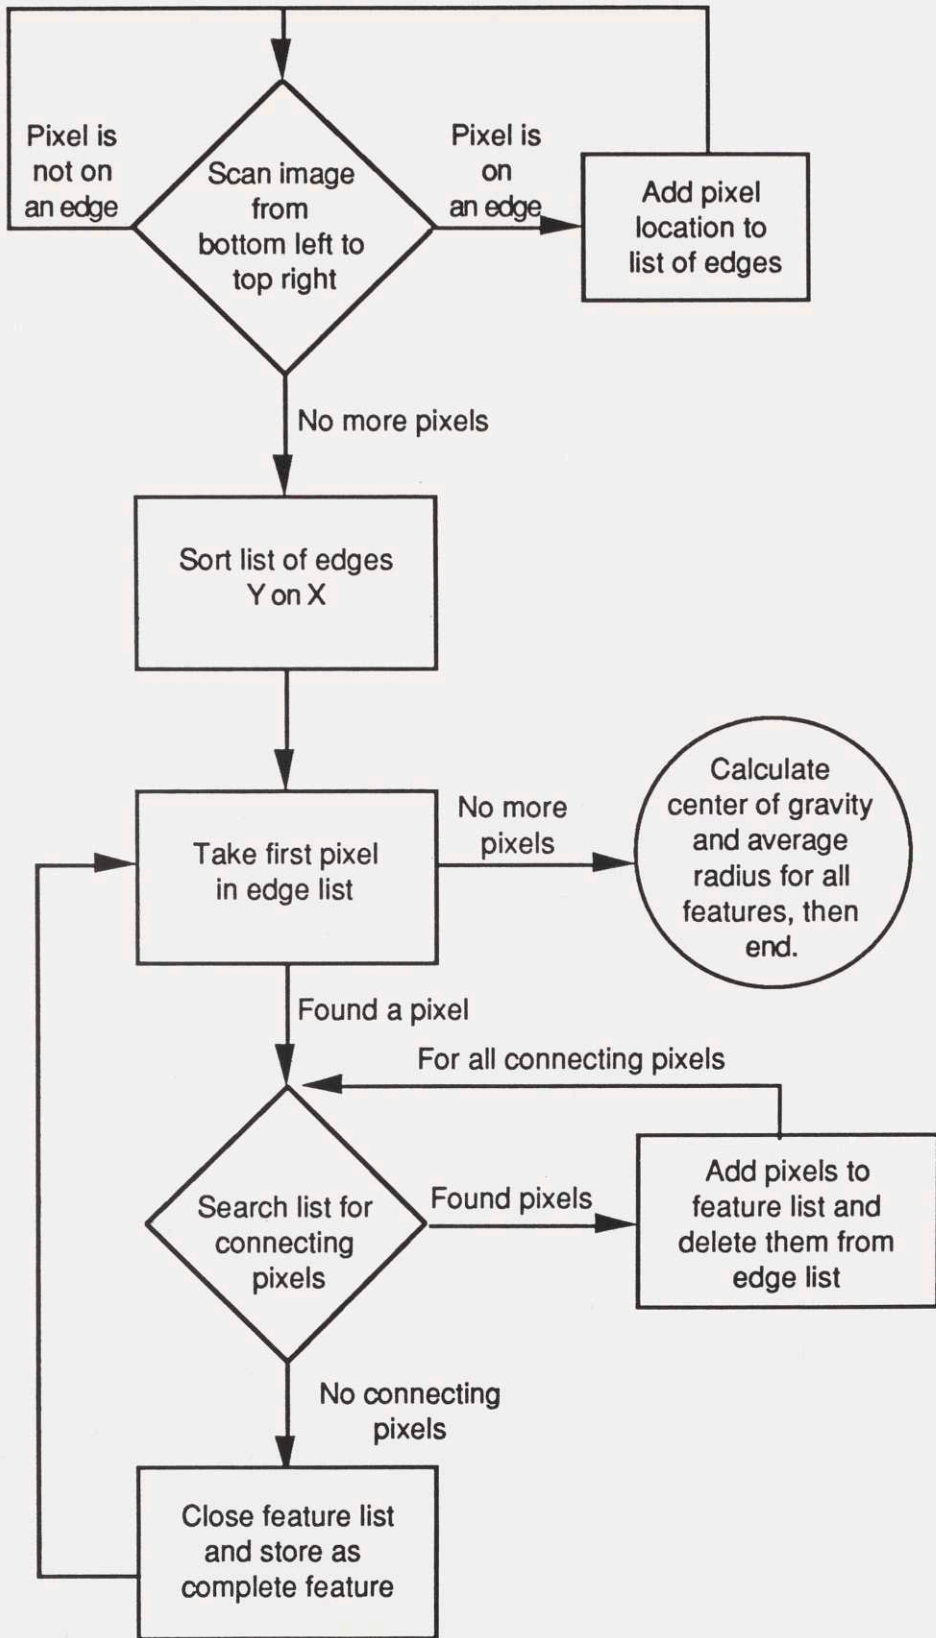 Pixel is
not on
an edge
Scan image
from
bottom left to
top right
Pixel is
on
an edge
Add pixel
location to
list of edges
No more pixels
Sort list of edges
Y on X
Take first pixel
in edge list
No more
pixels
Calculate
center of gravity
and average
radius for all
features, then
end.
Found a pixel
For all connecting pixels
Search list for
connecting
pixels
Found pixels
Add pixels to
feature list and
delete them from
edge list
No connecting
pixels
Close feature list
and store as
complete feature